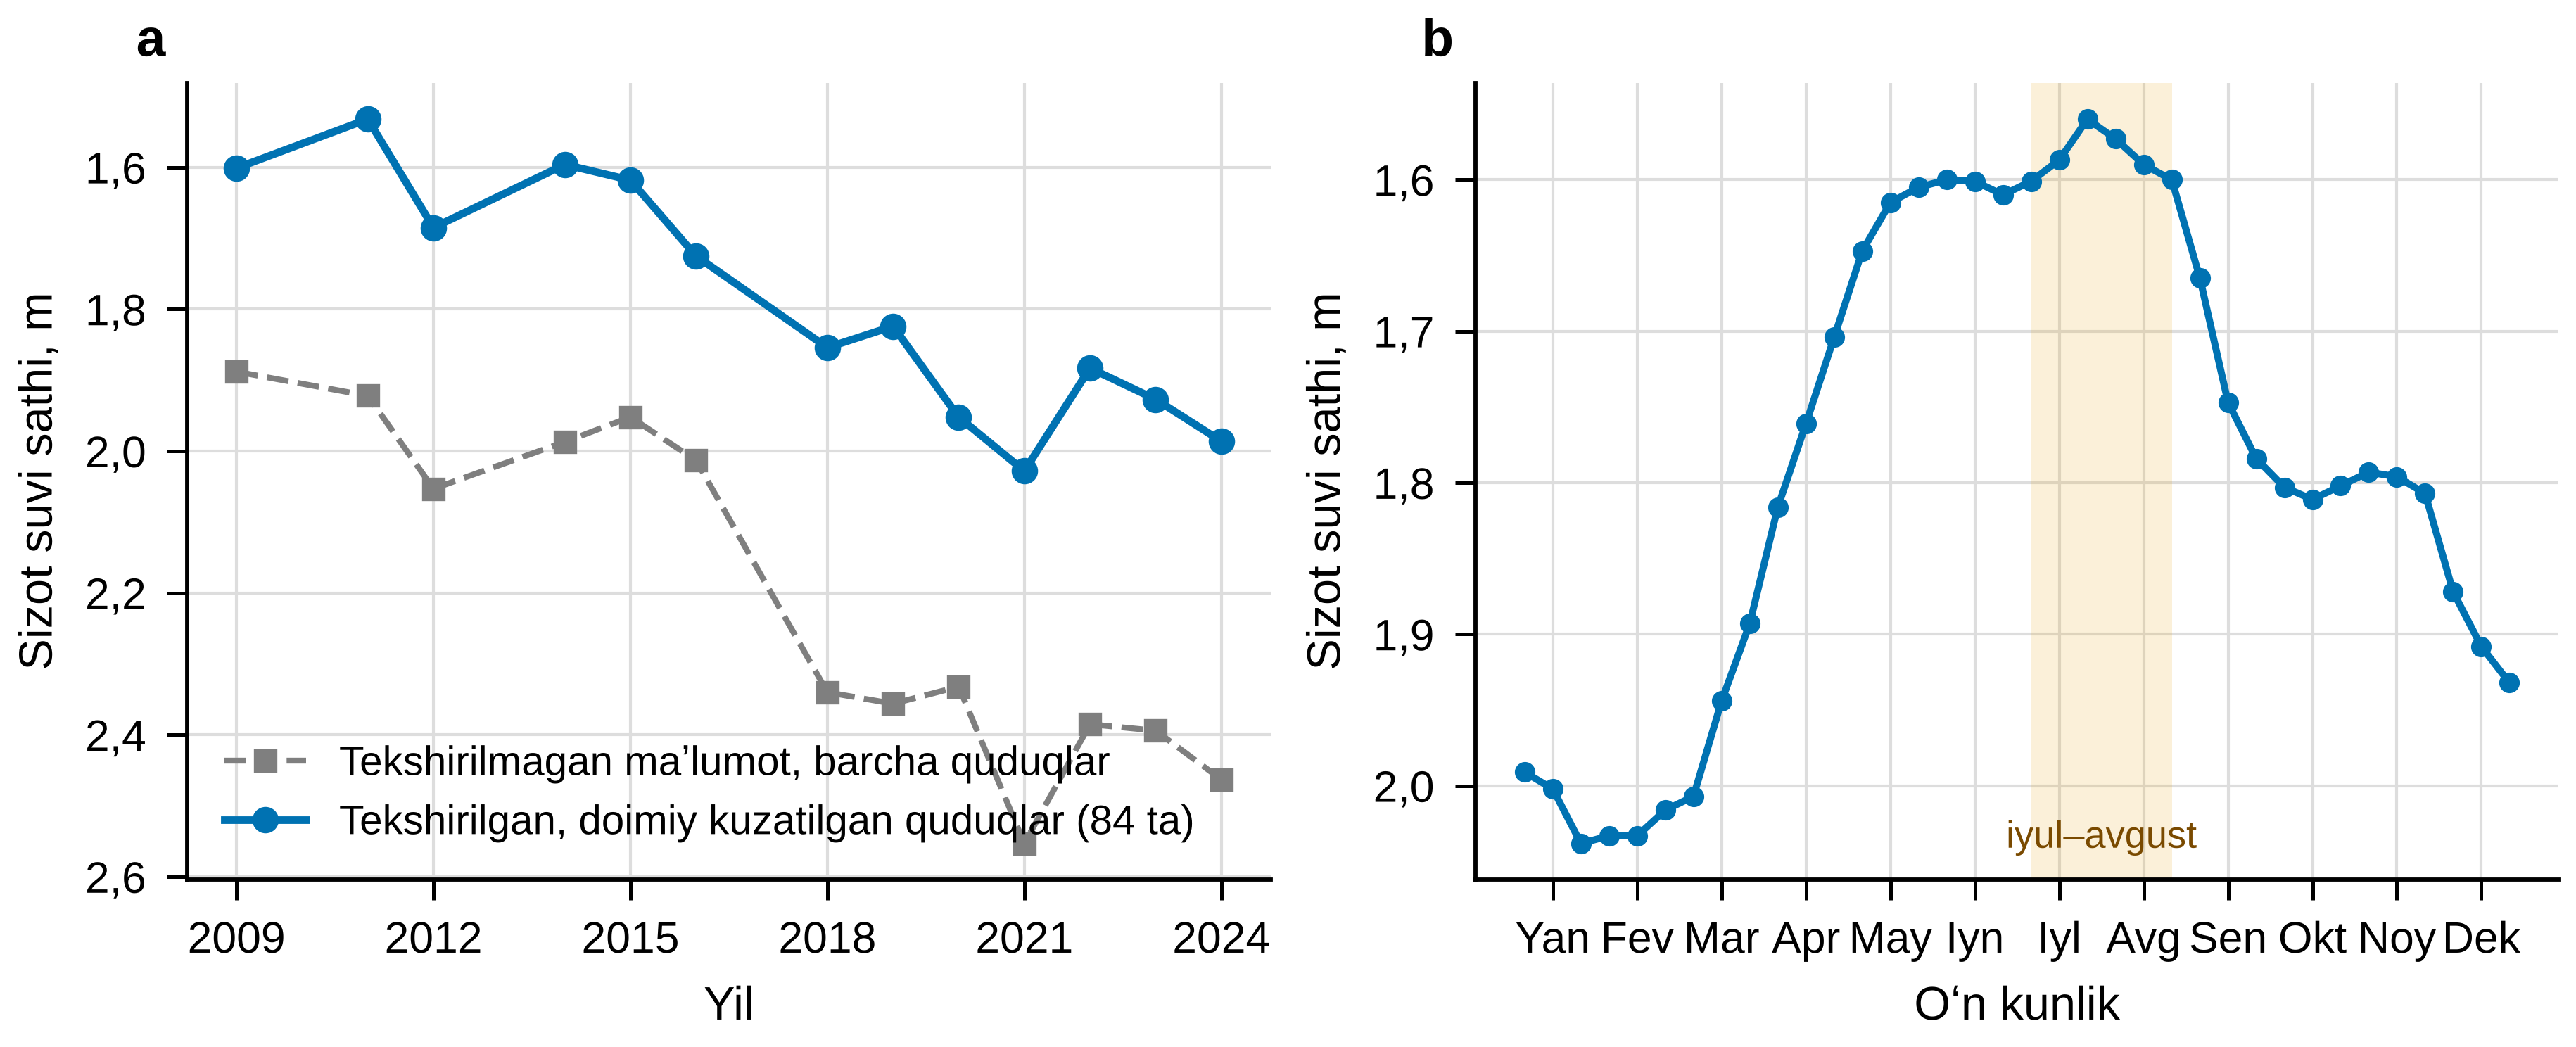 a
Sizot suvi sathi, m
1,6
1,8
2,0
2,2
2,4
2,6
Tekshirilmagan maʼlumot, barcha quduqlar
Tekshirilgan, doimiy kuzatilgan quduqlar (84 ta)
2009 2012 2015 2018 2021 2024
Yil
b
Sizot suvi sathi, m
1,6
1,7
1,8
1,9
2,0
iyul–avgust
Yan Fev Mar Apr May Iyn Iyl Avg Sen Okt Noy Dek
Oʻn kunlik